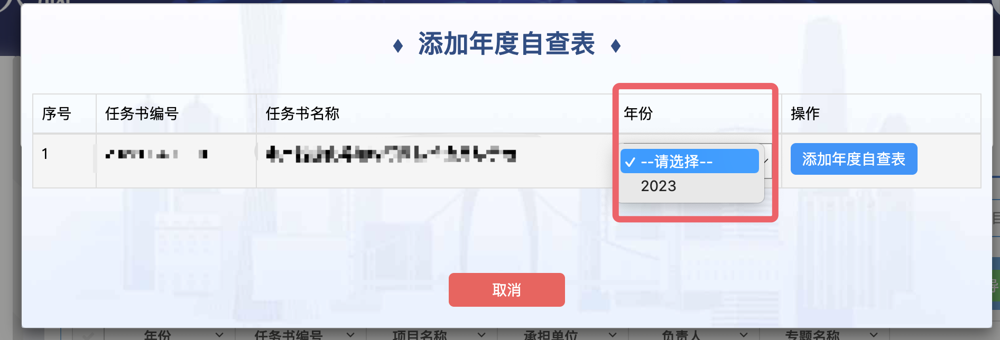 添加年度自查表
序号 任务书编号 任务书名称 年份 操作
1 --请选择-- 添加年度自查表
2023
取消
年份 任务书编号 项目名称 承担单位 负责人 专题名称